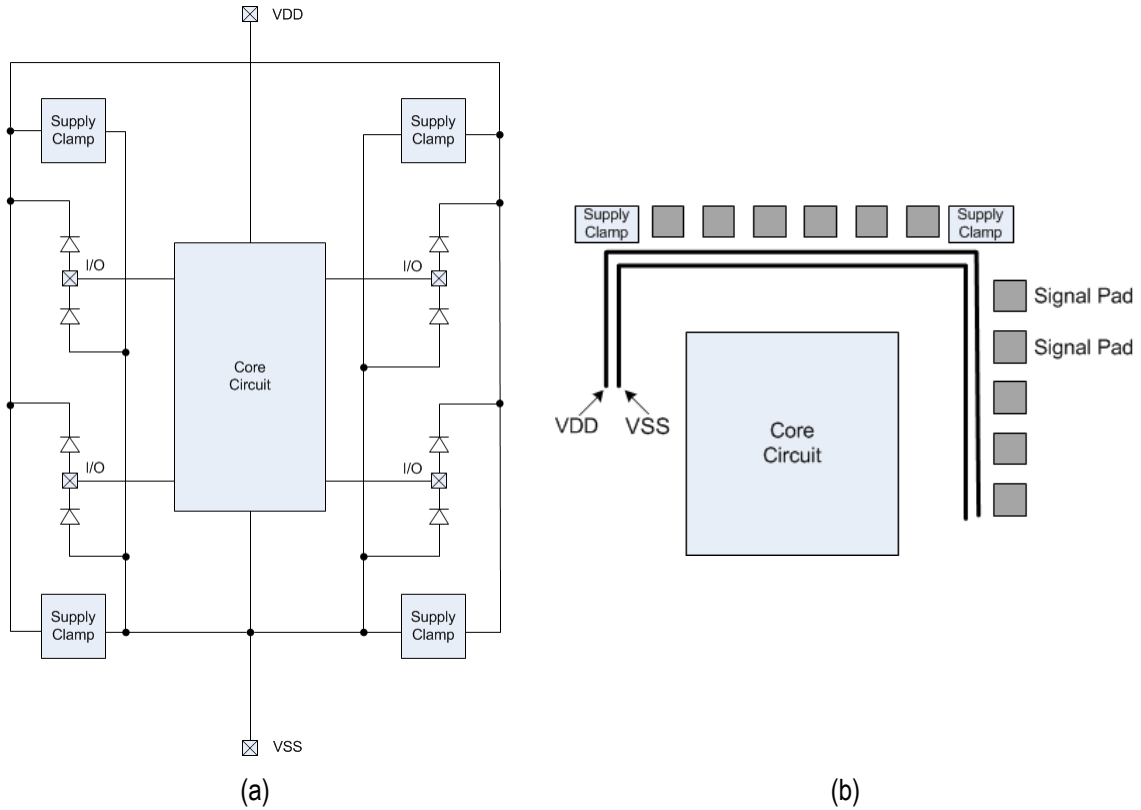 VDD
Supply
Clamp
Supply
Clamp
I/O
I/O
Core
Circuit
I/O
I/O
Supply
Clamp
Supply
Clamp
VSS
(a)
Supply
Clamp
Supply
Clamp
Signal Pad
Signal Pad
VDD
VSS
Core
Circuit
(b)